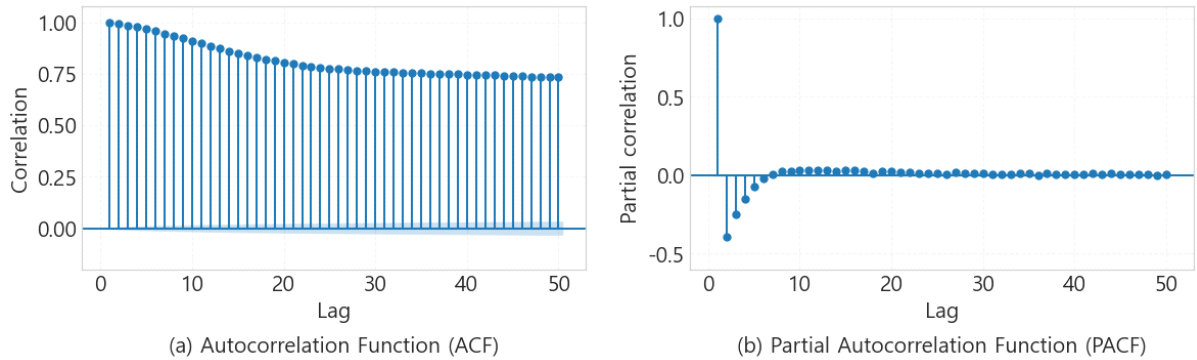 1.00
0.75
0.50
0.25
0.00
Correlation
0 10 20 30 40 50
Lag
(a) Autocorrelation Function (ACF)
1.0
0.5
0.0
-0.5
Partial correlation
0 10 20 30 40 50
Lag
(b) Partial Autocorrelation Function (PACF)